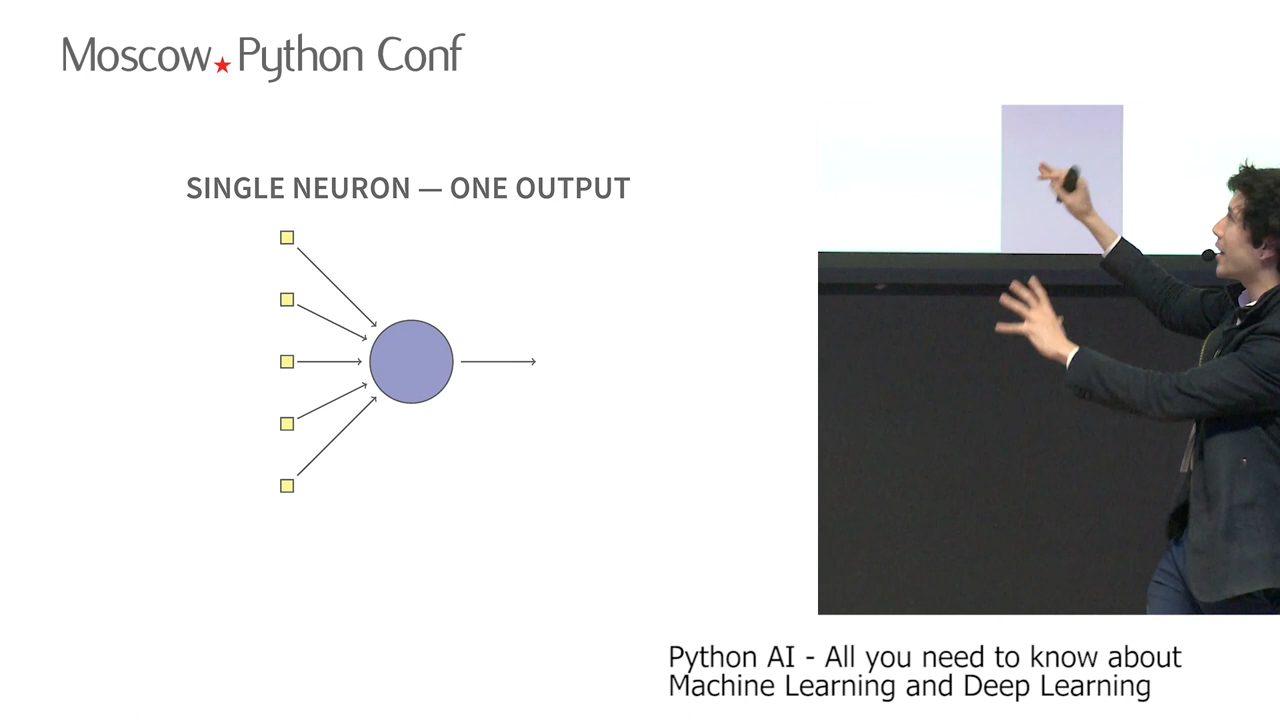 Moscow Python Conf
SINGLE NEURON — ONE OUTPUT
Python AI - All you need to know about
Machine Learning and Deep Learning